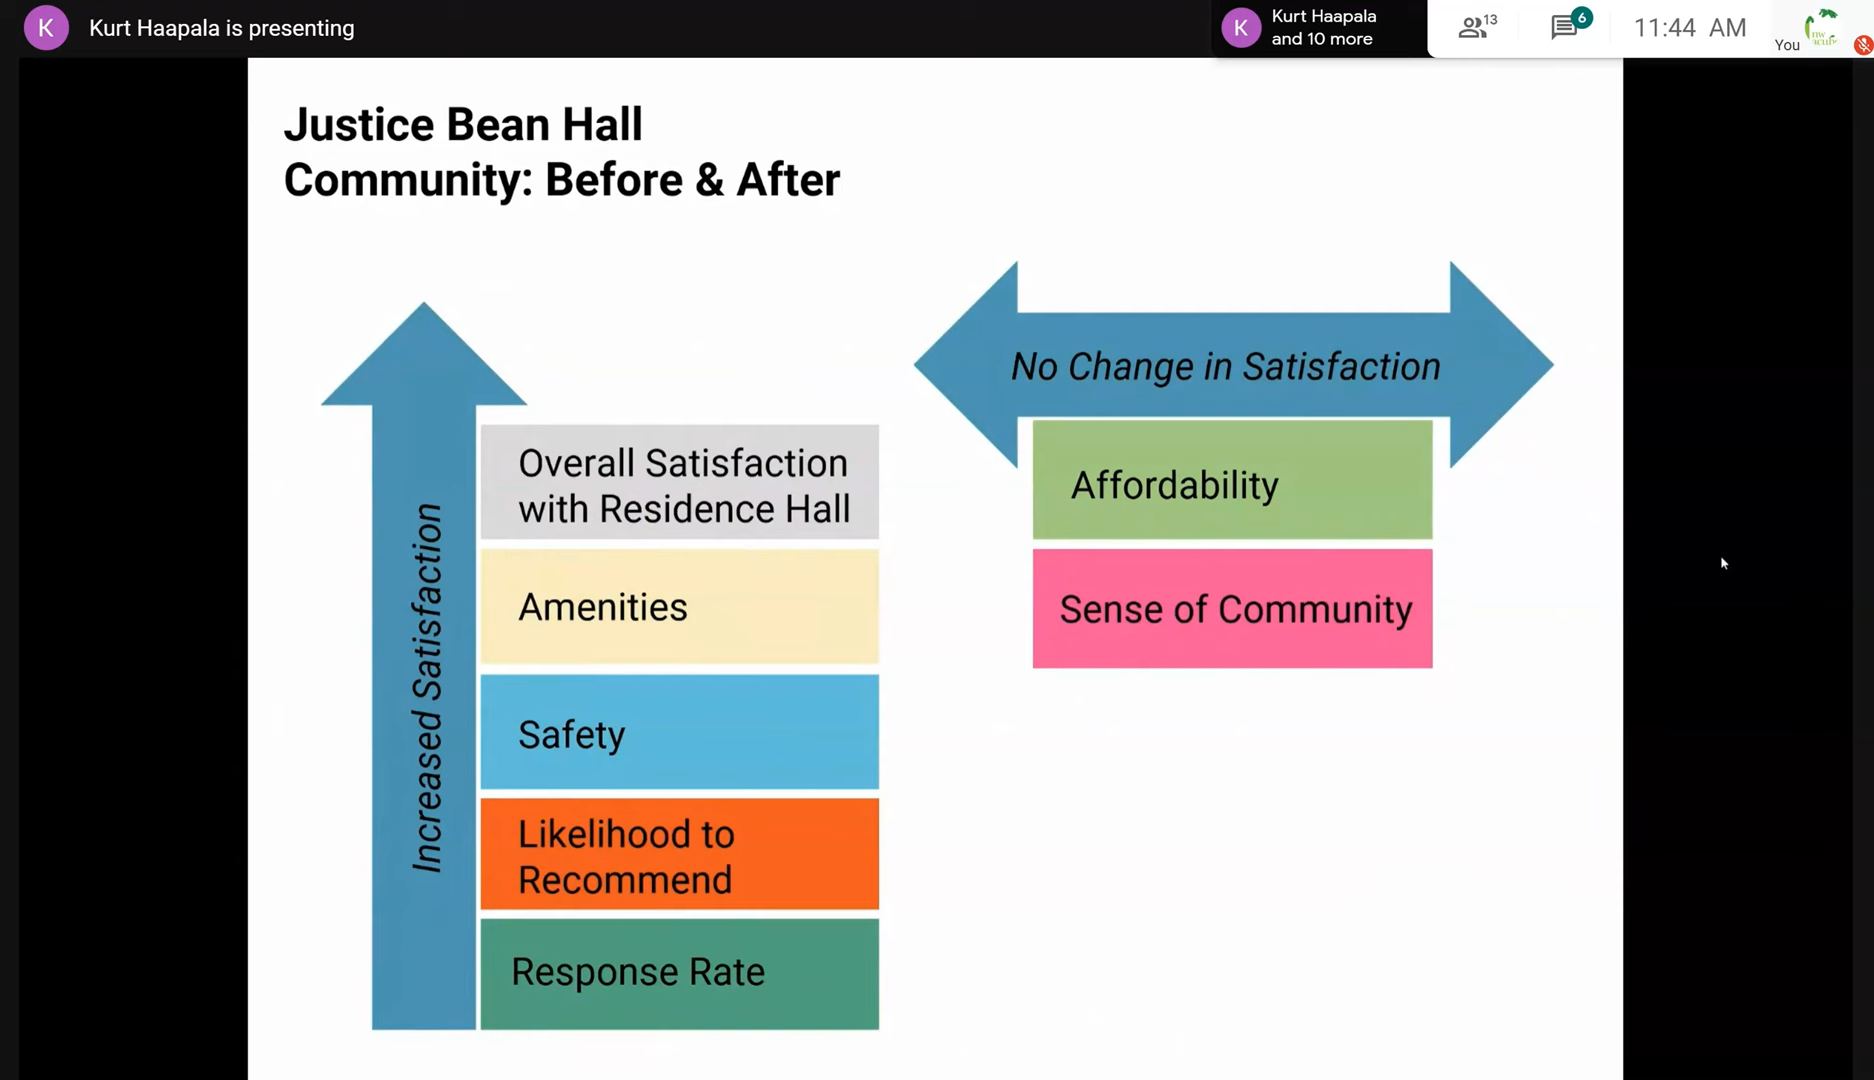 K
Kurt Haapala is presenting
K
Kurt Haapala
and 10 more
13
6
11:44 AM
You
nw
Justice Bean Hall
Community: Before & After
No Change in Satisfaction
Increased Satisfaction
Overall Satisfaction
with Residence Hall
Affordability
Amenities
Sense of Community
Safety
Likelihood to
Recommend
Response Rate